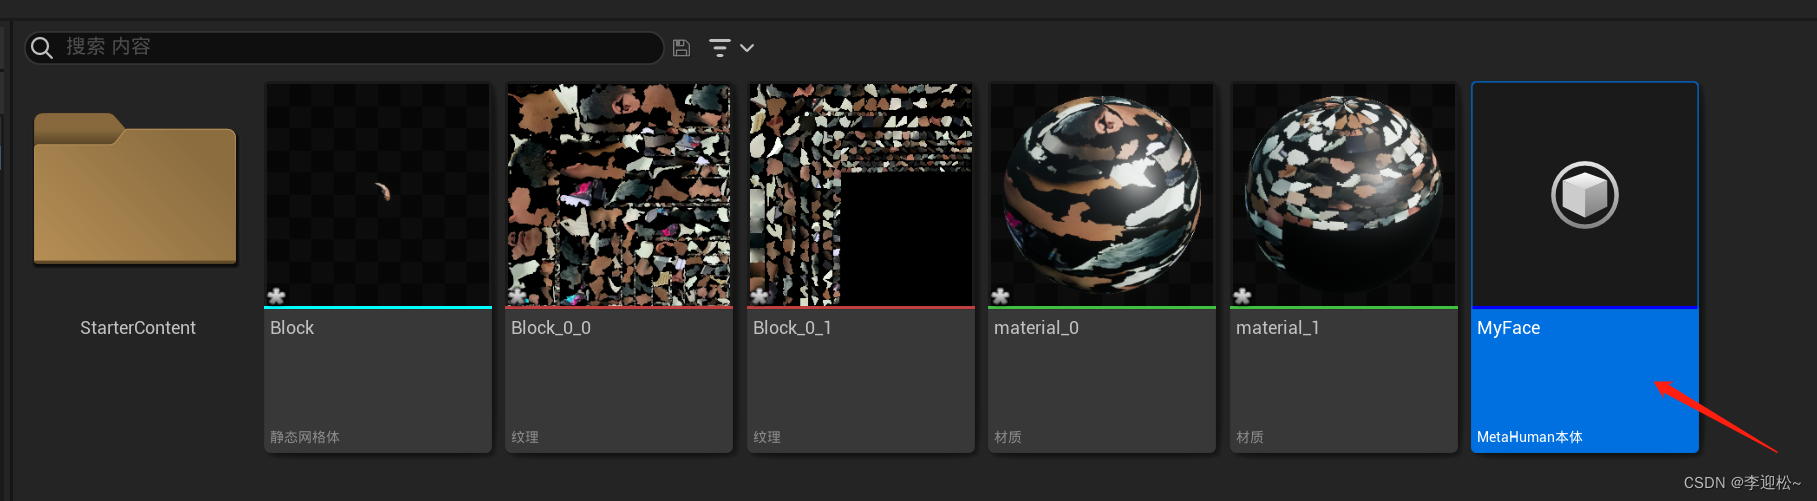 搜索 内容
StarterContent
Block
静态网格体
Block_0_0
纹理
Block_0_1
纹理
material_0
材质
material_1
材质
MyFace
MetaHuman本体
CSDN @李迎松~